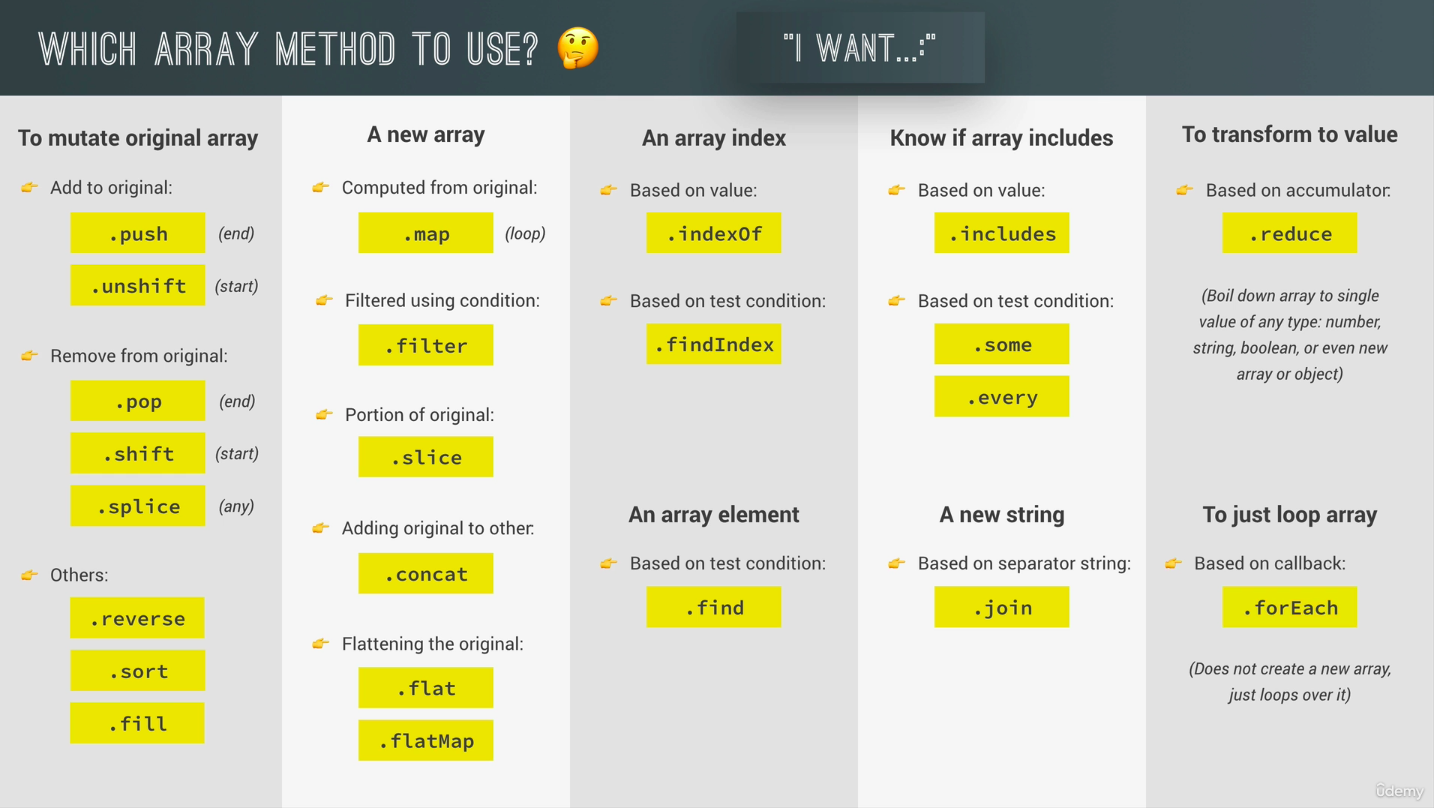 WHICH ARRAY METHOD TO USE? 🤔
"I WANT...:"
To mutate original array
👉 Add to original:
.push (end)
.unshift (start)
👉 Remove from original:
.pop (end)
.shift (start)
.splice (any)
👉 Others:
.reverse
.sort
.fill
A new array
👉 Computed from original:
.map (loop)
👉 Filtered using condition:
.filter
👉 Portion of original:
.slice
👉 Adding original to other:
.concat
👉 Flattening the original:
.flat
.flatMap
An array index
👉 Based on value:
.indexOf
👉 Based on test condition:
.findIndex
An array element
👉 Based on test condition:
.find
Know if array includes
👉 Based on value:
.includes
👉 Based on test condition:
.some
.every
A new string
👉 Based on separator string:
.join
To transform to value
👉 Based on accumulator:
.reduce
(Boil down array to single
value of any type: number,
string, boolean, or even new
array or object)
To just loop array
👉 Based on callback:
.forEach
(Does not create a new array,
just loops over it)
ûdemy